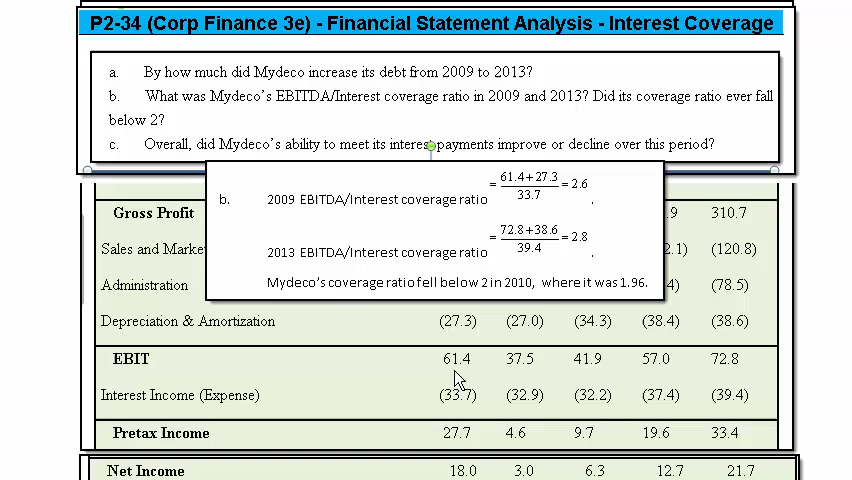 P2-34 (Corp Finance 3e) - Financial Statement Analysis - Interest Coverage
a. By how much did Mydeco increase its debt from 2009 to 2013?
b. What was Mydeco's EBITDA/Interest coverage ratio in 2009 and 2013? Did its coverage ratio ever fall
below 2?
c. Overall, did Mydeco's ability to meet its interest payments improve or decline over this period?
b. 2009 EBITDA/Interest coverage ratio = 61.4+27.3 / 33.7 = 2.6 .
2013 EBITDA/Interest coverage ratio = 72.8+38.6 / 39.4 = 2.8 .
Mydeco's coverage ratio fell below 2 in 2010, where it was 1.96.
Gross Profit .9 310.7
Sales and Marke 2.1) (120.8)
Administration 4) (78.5)
Depreciation & Amortization (27.3) (27.0) (34.3) (38.4) (38.6)
EBIT 61.4 37.5 41.9 57.0 72.8
Interest Income (Expense) (33.7) (32.9) (32.2) (37.4) (39.4)
Pretax Income 27.7 4.6 9.7 19.6 33.4
Net Income 18.0 3.0 6.3 12.7 21.7